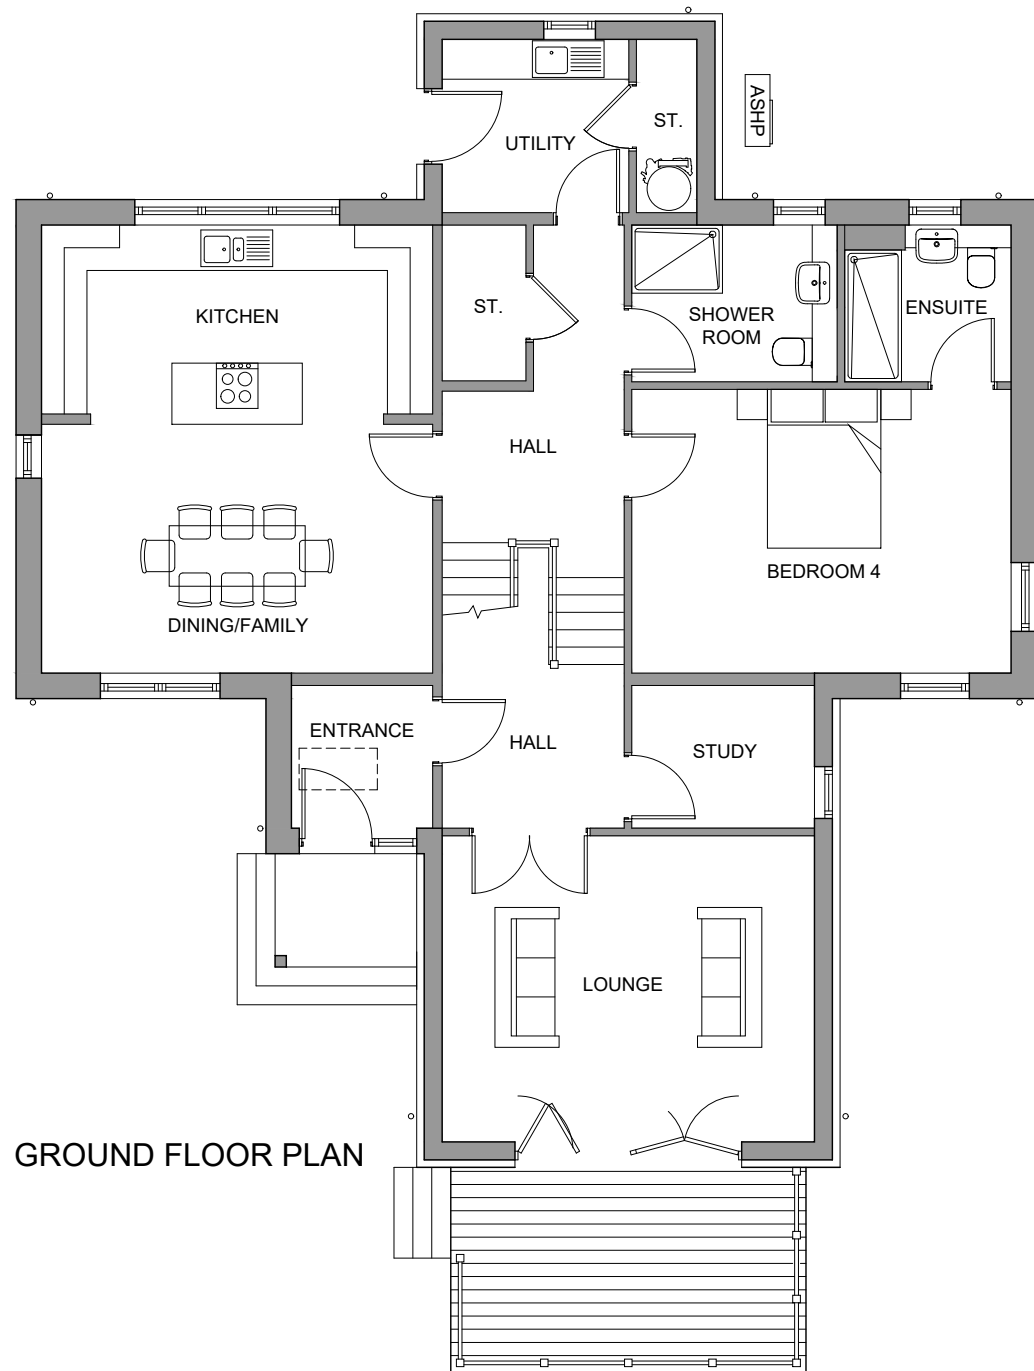 UTILITY
ST.
ASHP
KITCHEN
ST.
SHOWER
ROOM
ENSUITE
HALL
DINING/FAMILY
BEDROOM 4
ENTRANCE
HALL
STUDY
LOUNGE
GROUND FLOOR PLAN